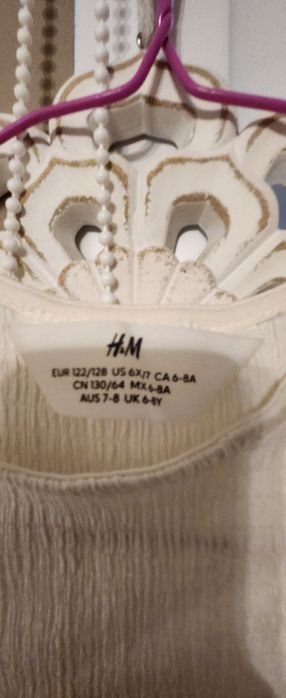 H&M
EUR 122/128 US 6X/7 CA 6-8A
CN 130/64 MX 6-8A
AUS 7-8 UK 6-8Y